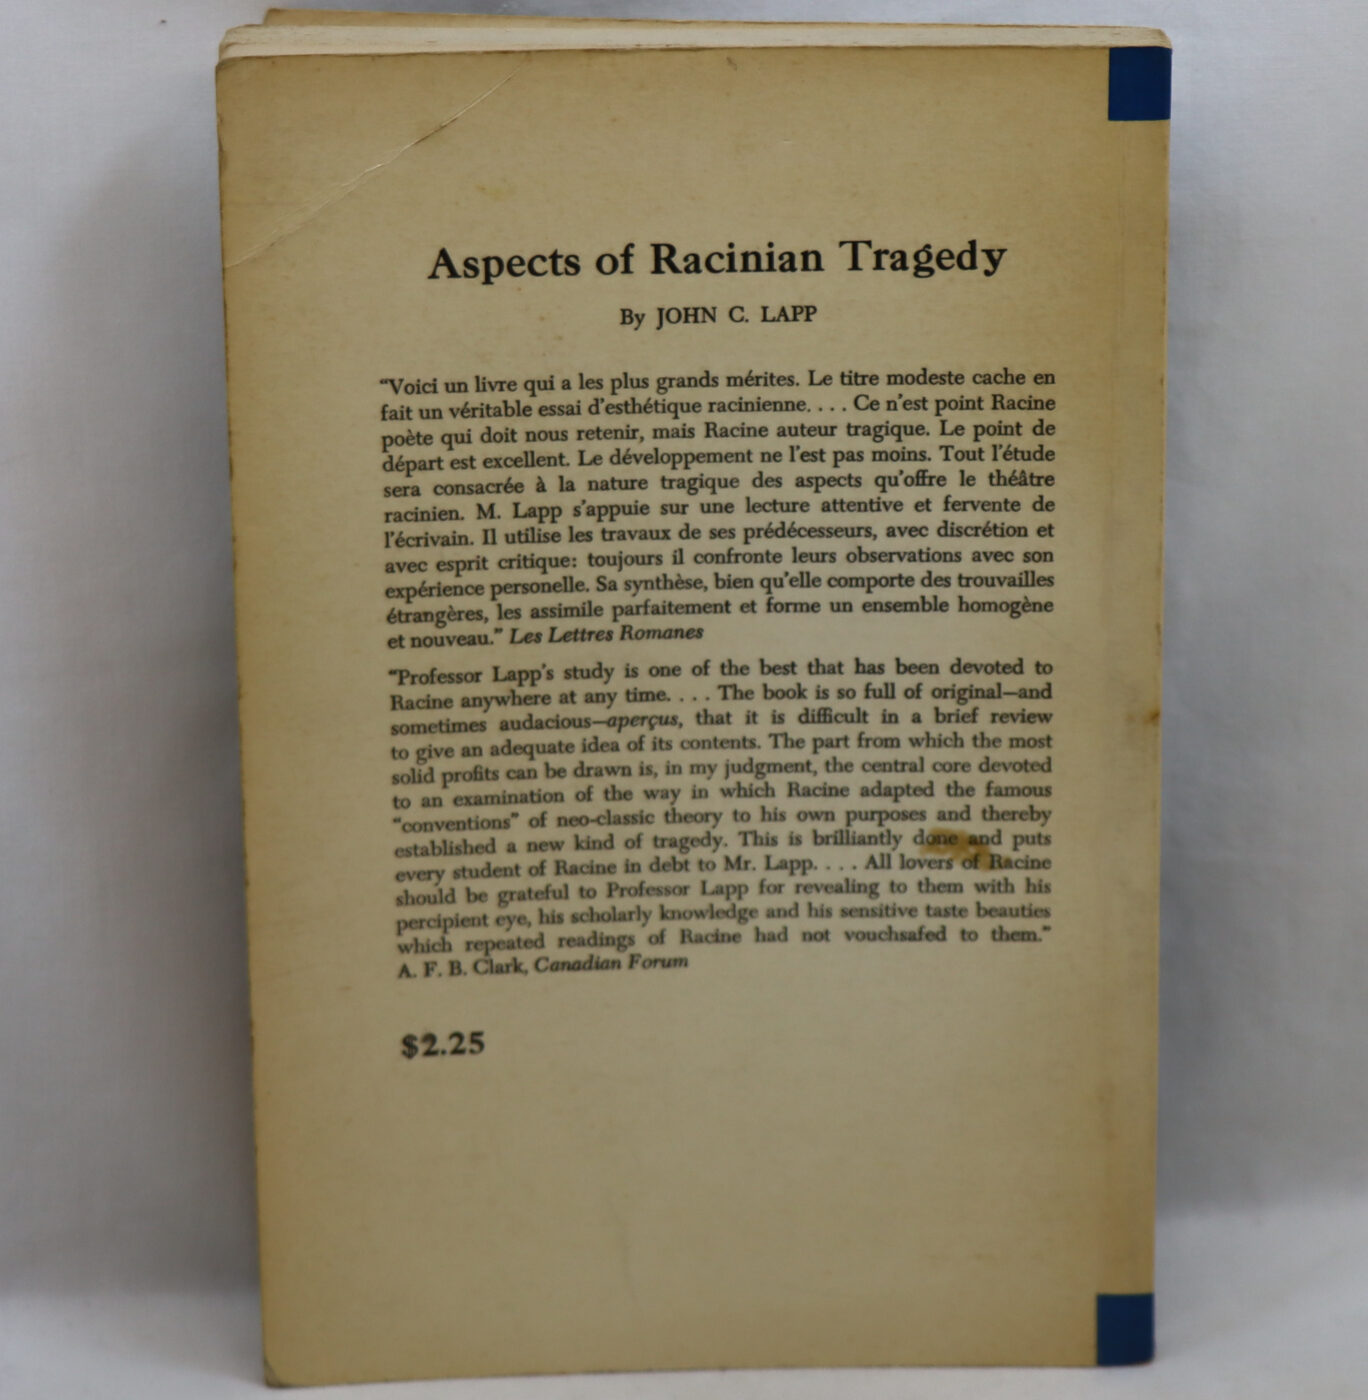 Aspects of Racinian Tragedy
By JOHN C. LAPP
“Voici un livre qui a les plus grands mérites. Le titre modeste cache en
fait un véritable essai d’esthétique racinienne. . . . Ce n’est point Racine
poète qui doit nous retenir, mais Racine auteur tragique. Le point de
départ est excellent. Le développement ne l’est pas moins. Tout l’étude
sera consacrée à la nature tragique des aspects qu’offre le théâtre
racinien. M. Lapp s’appuie sur une lecture attentive et fervente de
l’écrivain. Il utilise les travaux de ses prédécesseurs, avec discrétion et
avec esprit critique: toujours il confronte leurs observations avec son
expérience personelle. Sa synthèse, bien qu’elle comporte des trouvailles
étrangères, les assimile parfaitement et forme un ensemble homogène
et nouveau.” Les Lettres Romanes
“Professor Lapp’s study is one of the best that has been devoted to
Racine anywhere at any time. . . . The book is so full of original—and
sometimes audacious—aperçus, that it is difficult in a brief review
to give an adequate idea of its contents. The part from which the most
solid profits can be drawn is, in my judgment, the central core devoted
to an examination of the way in which Racine adapted the famous
“conventions” of neo-classic theory to his own purposes and thereby
established a new kind of tragedy. This is brilliantly done and puts
every student of Racine in debt to Mr. Lapp. . . . All lovers of Racine
should be grateful to Professor Lapp for revealing to them with his
percipient eye, his scholarly knowledge and his sensitive taste beauties
which repeated readings of Racine had not vouchsafed to them.”
A. F. B. Clark, Canadian Forum
$2.25